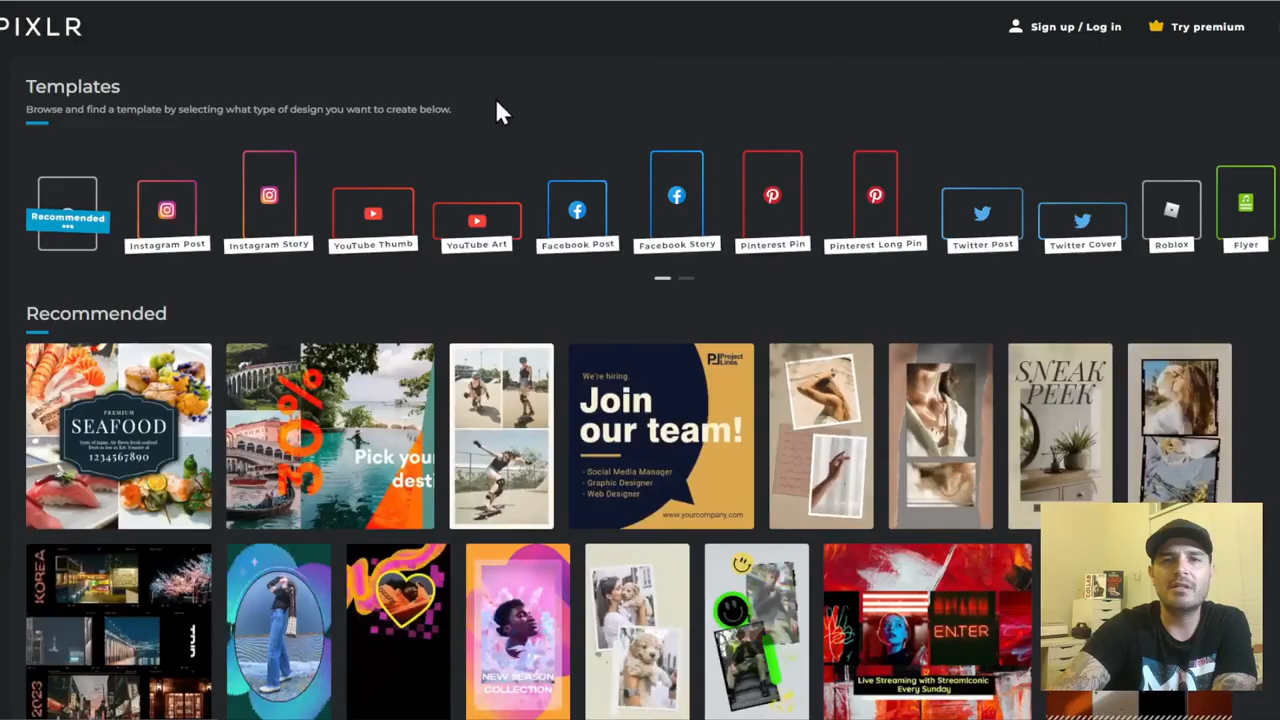 PIXLR
Sign up / Log in
Try premium
Templates
Browse and find a template by selecting what type of design you want to create below.
Recommended
Instagram Post
Instagram Story
YouTube Thumb
YouTube Art
Facebook Post
Facebook Story
Pinterest Pin
Pinterest Long Pin
Twitter Post
Twitter Cover
Roblox
Flyer
Recommended
PREMIUM
SEAFOOD
1234567890
30%
Pick your
desti
Project
Lines
We're hiring.
Join
our team!
- Social Media Manager
- Graphic Designer
- Web Designer
www.yourcompany.com
SNEAK
PEEK
KOREA
2023
NEW SEASON
COLLECTION
ENTER
Live Streaming with StreamIconic
Every Sunday